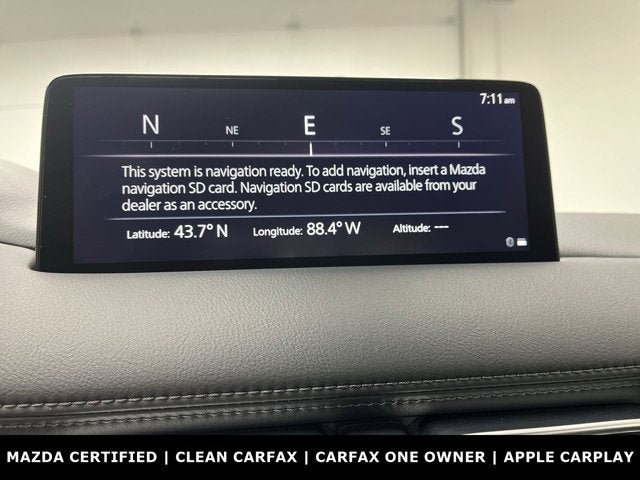 7:11am
N NE E SE S
This system is navigation ready. To add navigation, insert a Mazda
navigation SD card. Navigation SD cards are available from your
dealer as an accessory.
Latitude: 43.7° N Longitude: 88.4° W Altitude: ---
MAZDA CERTIFIED | CLEAN CARFAX | CARFAX ONE OWNER | APPLE CARPLAY